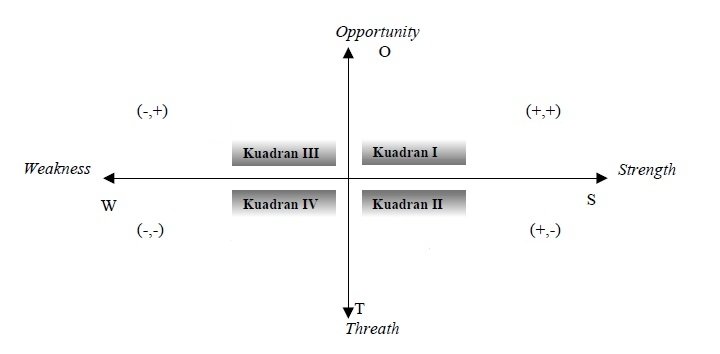 Opportunity
O
(-,+)
(+,+)
Kuadran III
Kuadran I
Weakness
Strength
W
S
Kuadran IV
Kuadran II
(-,-)
(+,-)
T
Threath